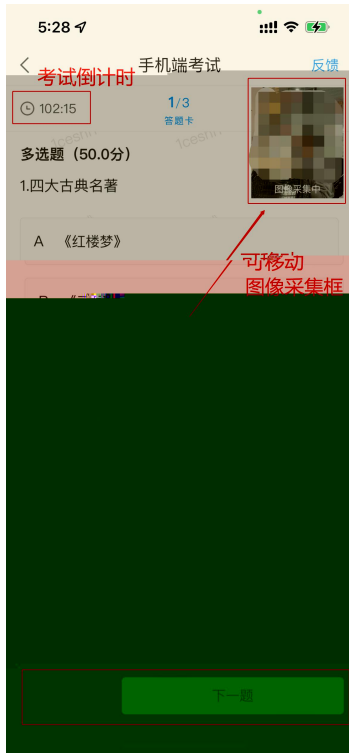 5:28
手机端考试
反馈
考试倒计时
102:15
1/3
答题卡
图像采集中
多选题（50.0分）
1.四大古典名著
A 《红楼梦》
可移动
图像采集框
下一题